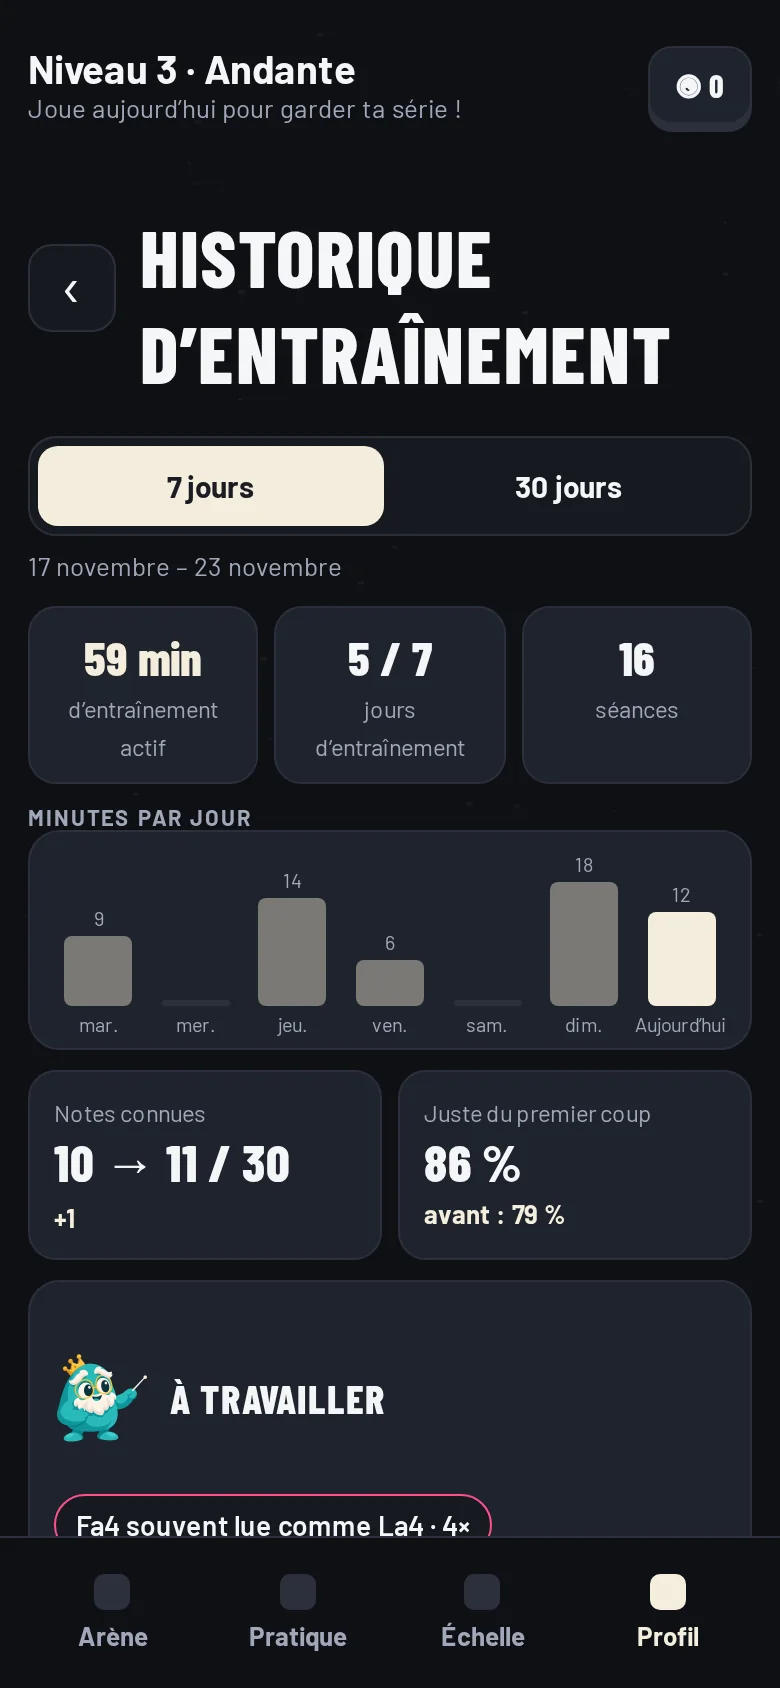 Niveau 3 · Andante
Joue aujourd’hui pour garder ta série !
0
‹
HISTORIQUE
D’ENTRAÎNEMENT
7 jours
30 jours
17 novembre – 23 novembre
59 min
d’entraînement
actif
5 / 7
jours
d’entraînement
16
séances
MINUTES PAR JOUR
9
14
6
18
12
mar.
mer.
jeu.
ven.
sam.
dim.
Aujourd’hui
Notes connues
10 → 11 / 30
+1
Juste du premier coup
86 %
avant : 79 %
À TRAVAILLER
Fa4 souvent lue comme La4 · 4×
Arène
Pratique
Échelle
Profil